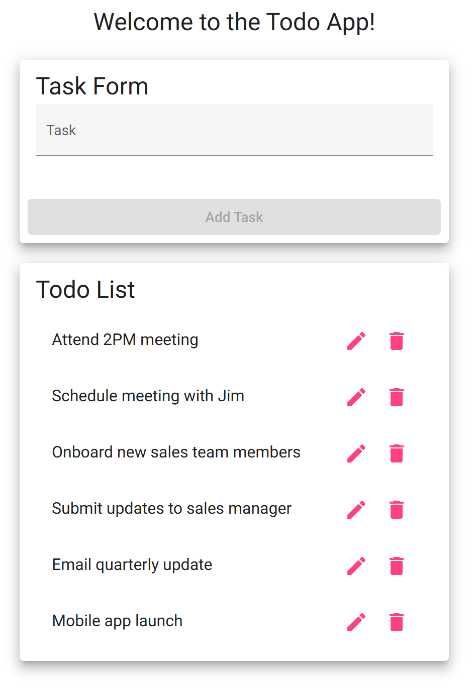 Welcome to the Todo App!
Task Form
Task
Add Task
Todo List
Attend 2PM meeting
Schedule meeting with Jim
Onboard new sales team members
Submit updates to sales manager
Email quarterly update
Mobile app launch